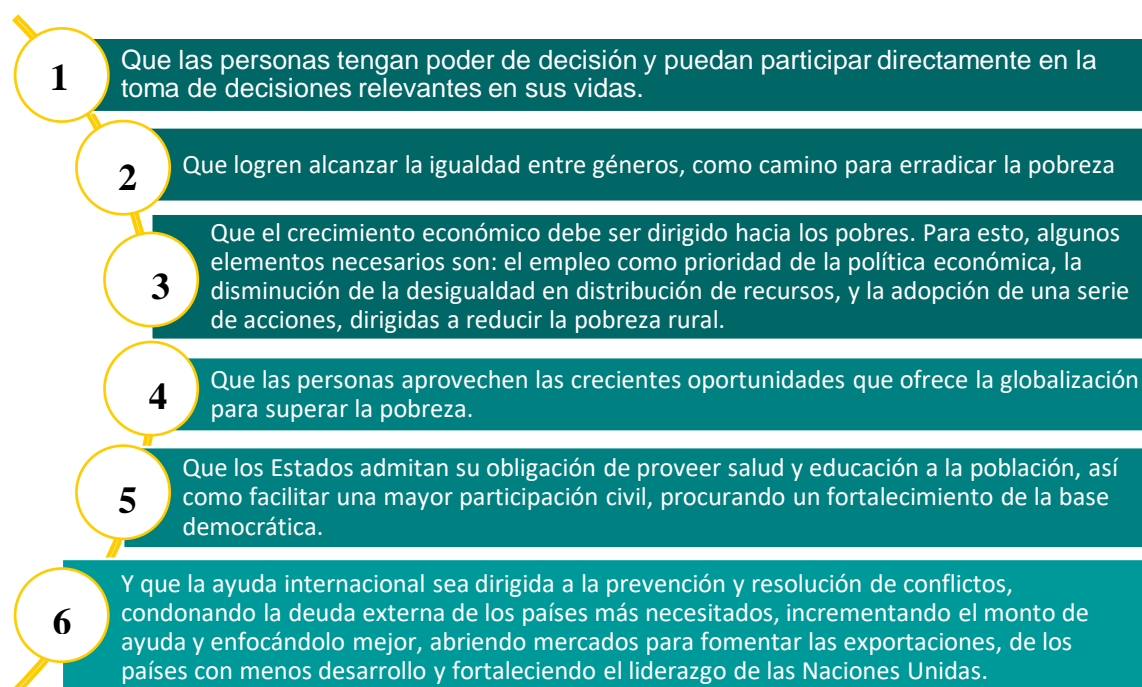 1
Que las personas tengan poder de decisión y puedan participar directamente en la
toma de decisiones relevantes en sus vidas.
2
Que logren alcanzar la igualdad entre géneros, como camino para erradicar la pobreza
3
Que el crecimiento económico debe ser dirigido hacia los pobres. Para esto, algunos
elementos necesarios son: el empleo como prioridad de la política económica, la
disminución de la desigualdad en distribución de recursos, y la adopción de una serie
de acciones, dirigidas a reducir la pobreza rural.
4
Que las personas aprovechen las crecientes oportunidades que ofrece la globalización
para superar la pobreza.
5
Que los Estados admitan su obligación de proveer salud y educación a la población, así
como facilitar una mayor participación civil, procurando un fortalecimiento de la base
democrática.
6
Y que la ayuda internacional sea dirigida a la prevención y resolución de conflictos,
condonando la deuda externa de los países más necesitados, incrementando el monto de
ayuda y enfocándolo mejor, abriendo mercados para fomentar las exportaciones, de los
países con menos desarrollo y fortaleciendo el liderazgo de las Naciones Unidas.